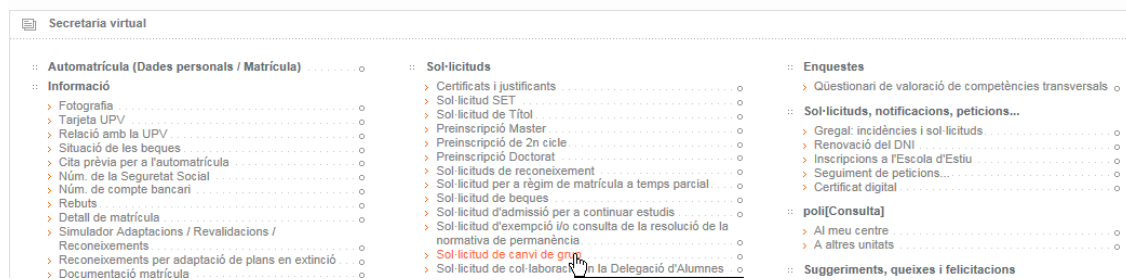 Secretaria virtual
Automatrícula (Dades personals / Matrícula)
Informació
Fotografia
Tarjeta UPV
Relació amb la UPV
Situació de les beques
Cita prèvia per a l'automatrícula
Núm. de la Seguretat Social
Núm. de compte bancari
Rebuts
Detall de matrícula
Simulador Adaptacions / Revalidacions /
Reconeixements
Reconeixements per adaptació de plans en extinció
Documentació matrícula
Sol·licituds
Certificats i justificants
Sol·licitud SET
Sol·licitud de Títol
Preinscripció Master
Preinscripció de 2n cicle
Preinscripció Doctorat
Sol·licituds de reconeixement
Sol·licitud per a règim de matrícula a temps parcial
Sol·licitud de beques
Sol·licitud d'admissió per a continuar estudis
Sol·licitud d'exempció i/o consulta de la resolució de la
normativa de permanència
Sol·licitud de canvi de grup
Sol·licitud de col·laboració en la Delegació d'Alumnes
Enquestes
Qüestionari de valoració de competències transversals
Sol·licituds, notificacions, peticions...
Gregal: incidències i sol·licituds
Renovació del DNI
Inscripcions a l'Escola d'Estiu
Seguiment de peticions...
Certificat digital
poli[Consulta]
Al meu centre
A altres unitats
Suggeriments, queixes i felicitacions